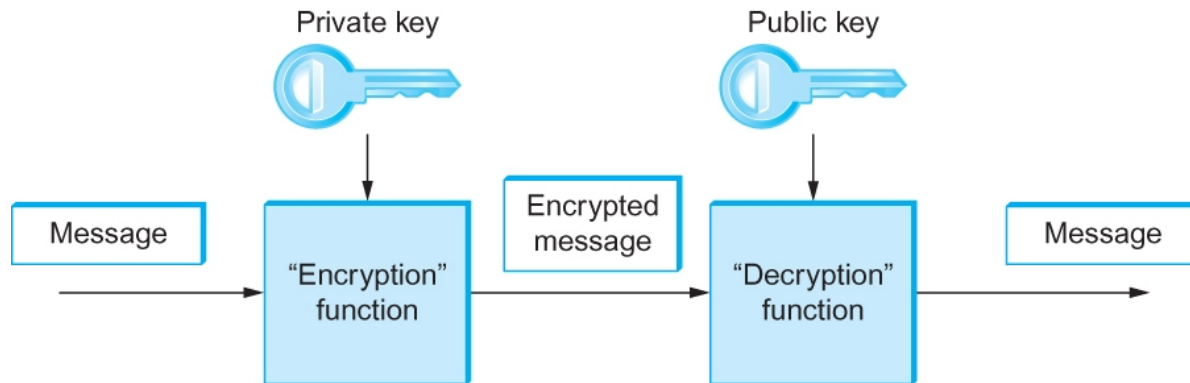 Private key
Public key
Message
“Encryption”
function
Encrypted
message
“Decryption”
function
Message